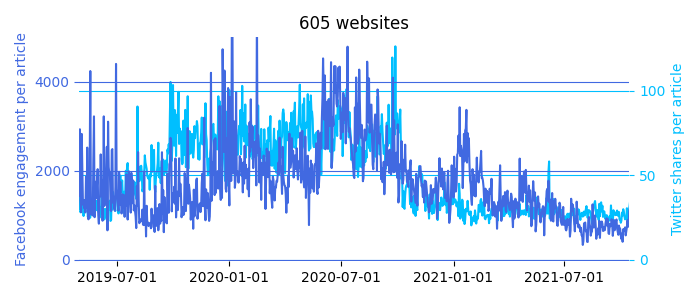 605 websites
Facebook engagement per article
4000
2000
0
100
50
0
Twitter shares per article
2019-07-01 2020-01-01 2020-07-01 2021-01-01 2021-07-01